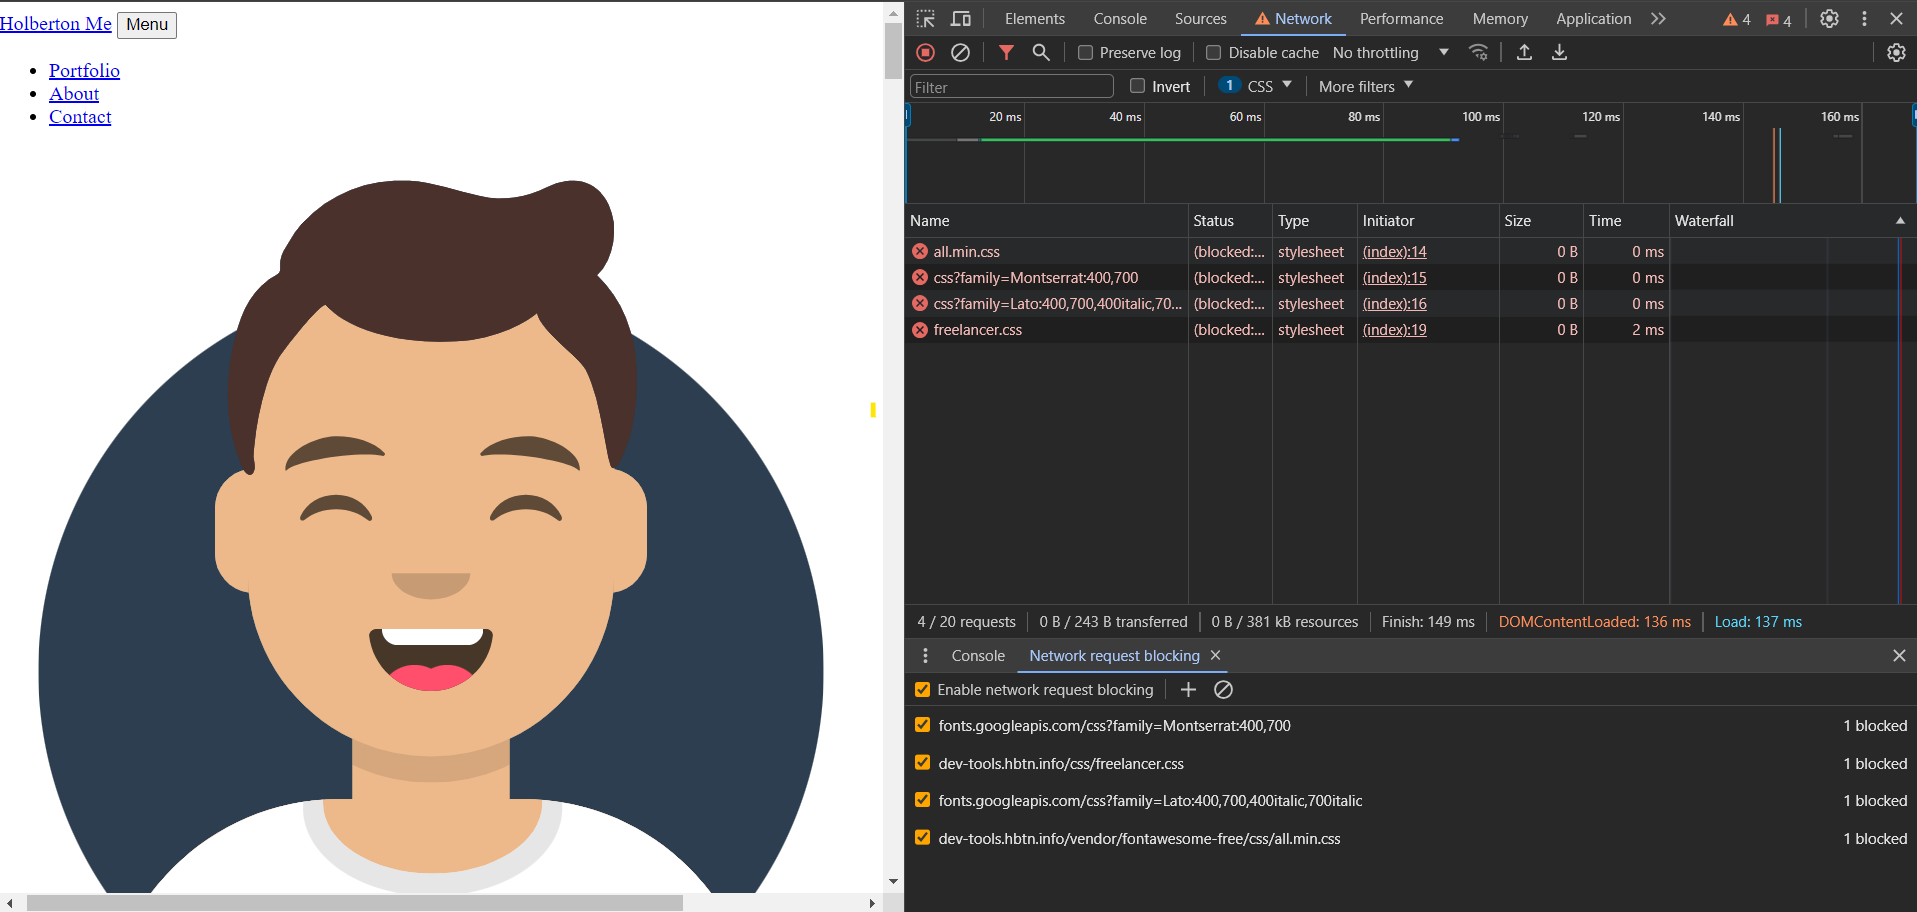 Holberton Me Menu
Portfolio
About
Contact
Elements Console Sources Network Performance Memory Application 4 4
Preserve log Disable cache No throttling
Filter Invert 1 CSS More filters
20 ms 40 ms 60 ms 80 ms 100 ms 120 ms 140 ms 160 ms
Name Status Type Initiator Size Time Waterfall
all.min.css (blocked:... stylesheet (index):14 0 B 0 ms
css?family=Montserrat:400,700 (blocked:... stylesheet (index):15 0 B 0 ms
css?family=Lato:400,700,400italic,70... (blocked:... stylesheet (index):16 0 B 0 ms
freelancer.css (blocked:... stylesheet (index):19 0 B 2 ms
4 / 20 requests 0 B / 243 B transferred 0 B / 381 kB resources Finish: 149 ms DOMContentLoaded: 136 ms Load: 137 ms
Console Network request blocking
Enable network request blocking
fonts.googleapis.com/css?family=Montserrat:400,700 1 blocked
dev-tools.hbtn.info/css/freelancer.css 1 blocked
fonts.googleapis.com/css?family=Lato:400,700,400italic,700italic 1 blocked
dev-tools.hbtn.info/vendor/fontawesome-free/css/all.min.css 1 blocked